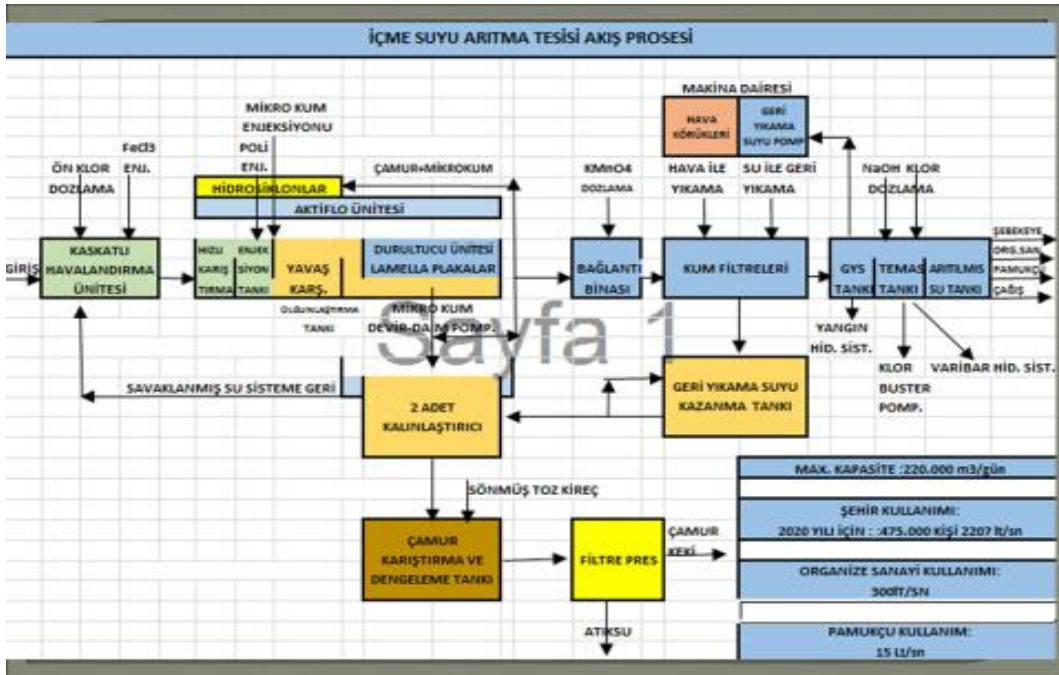 İÇME SUYU ARITMA TESİSİ AKIŞ PROSESİ
MAKİNA DAİRESİ
HAVA
KÖRÜKLERİ
GERİ
YIKAMA
SUYU POMP
MİKRO KUM
ENJEKSİYONU
FeCl3
ENJ.
POLİ
ENJ.
ÖN KLOR
DOZLAMA
ÇAMUR+MİKROKUM
KMnO4
DOZLAMA
HAVA İLE
YIKAMA
SU İLE GERİ
YIKAMA
NaOH KLOR
DOZLAMA
HİDROSİKLONLAR
AKTİFLO ÜNİTESİ
GİRİŞ
KASKATLI
HAVALANDIRMA
ÜNİTESİ
HIZLI
KARIŞ
TIRMA
ENJEK
SİYON
TANKI
YAVAŞ
KARŞ.
OLGUNLAŞTIRMA
TANKI
DURULTUCU ÜNİTESİ
LAMELLA PLAKALAR
BAĞLANTI
BİNASI
KUM FİLTRELERİ
GYS
TANKI
TEMAS
TANKI
ARITILMIS
SU TANKI
ŞEBEKEYE
ORG.SAN.
PAMUKÇU
ÇAĞIŞ
MİKRO KUM
DEVİR-DAİM POMP.
Sayfa 1
YANGIN
HİD. SİST.
KLOR
BUSTER
POMP.
VARİBAR HİD. SİST.
SAVAKLANMIŞ SU SİSTEME GERİ
2 ADET
KALINLAŞTIRICI
GERİ YIKAMA SUYU
KAZANMA TANKI
SÖNMÜŞ TOZ KİREÇ
ÇAMUR
KARIŞTIRMA VE
DENGELEME TANKI
FİLTRE PRES
ÇAMUR
KEKİ
ATIKSU
MAX. KAPASİTE :220.000 m3/gün
ŞEHİR KULLANIMI:
2020 YILI İÇİN : :475.000 KİŞİ 2207 lt/sn
ORGANİZE SANAYİ KULLANIMI:
300lT/SN
PAMUKÇU KULLANIM:
15 Lt/sn